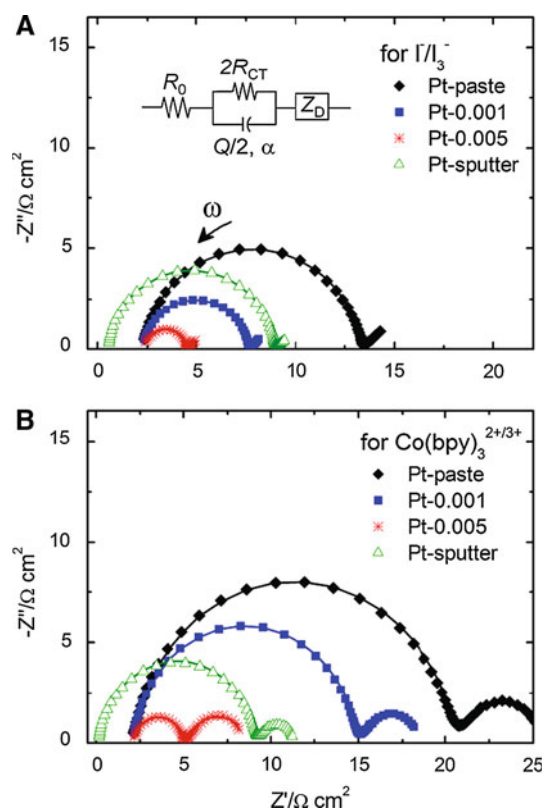 A
for I⁻/I₃⁻
Pt-paste
Pt-0.001
Pt-0.005
Pt-sputter
R₀
2R_CT
Q/2, α
Z_D
ω
-Z''/Ω cm²
15
10
5
0
0 5 10 15 20
B
for Co(bpy)₃²⁺/³⁺
Pt-paste
Pt-0.001
Pt-0.005
Pt-sputter
-Z''/Ω cm²
15
10
5
0
0 5 10 15 20 25
Z'/Ω cm²